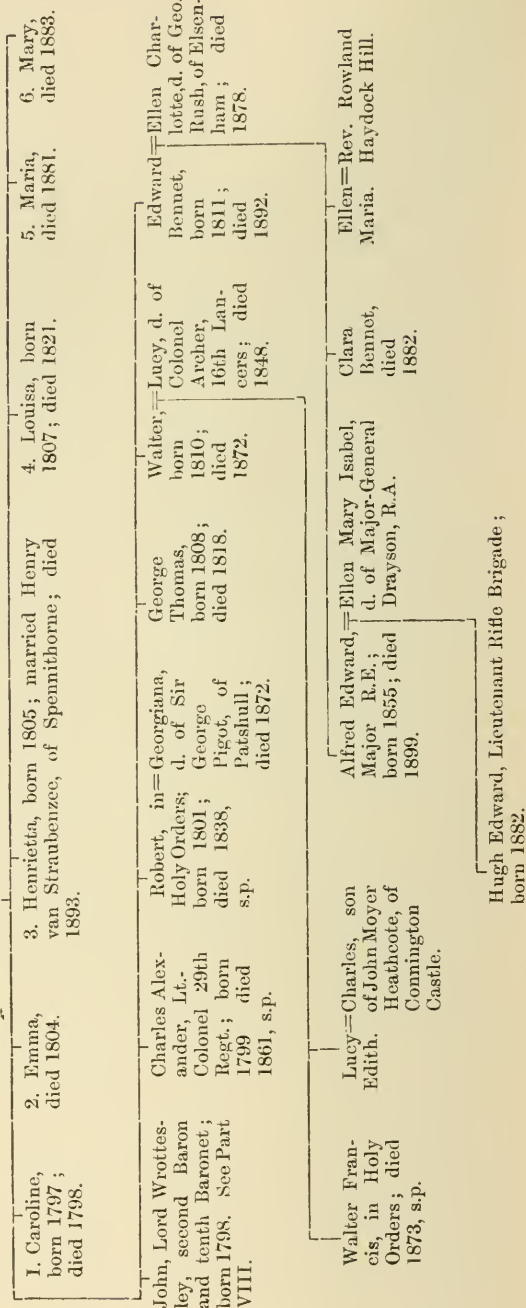 1. Caroline,
born 1797 ;
died 1798.
2. Emma,
died 1804.
3. Henrietta, born 1805 ; married Henry
van Straubenzee, of Spennithorne ; died
1893.
4. Louisa, born
1807 ; died 1821.
5. Maria,
died 1881.
6. Mary,
died 1883.
John, Lord Wrottes-
ley, second Baron
and tenth Baronet ;
born 1798. See Part
VIII.
Charles Alex-
ander, Lt.-
Colonel 29th
Regt. ; born
1799 died
1861, s.p.
Robert, in=Georgiana,
Holy Orders; d. of Sir
born 1801 ; George
died 1838, Pigot, of
s.p. Patshull ;
died 1872.
George
Thomas,
born 1808 ;
died 1818.
Walter,=Lucy, d. of
born Colonel
1810 ; Archer,
died 16th Lan-
1872. cers ; died
1848.
Edward=Ellen Char-
Bennet, lotte,d. of Geo.
born Rush,of Elsen-
1811 ; ham ; died
died 1878.
1892.
Walter Fran-
cis, in Holy
Orders ; died
1873, s.p.
Lucy=Charles, son
Edith. of John Moyer
Heathcote, of
Connington
Castle.
Alfred Edward,=Ellen Mary Isabel,
Major R.E. ; d. of Major-General
born 1855 ; died Drayson, R.A.
1899.
Clara
Bennet,
died
1882.
Ellen=Rev. Rowland
Maria. Haydock Hill.
Hugh Edward, Lieutenant Rifle Brigade ;
born 1882.